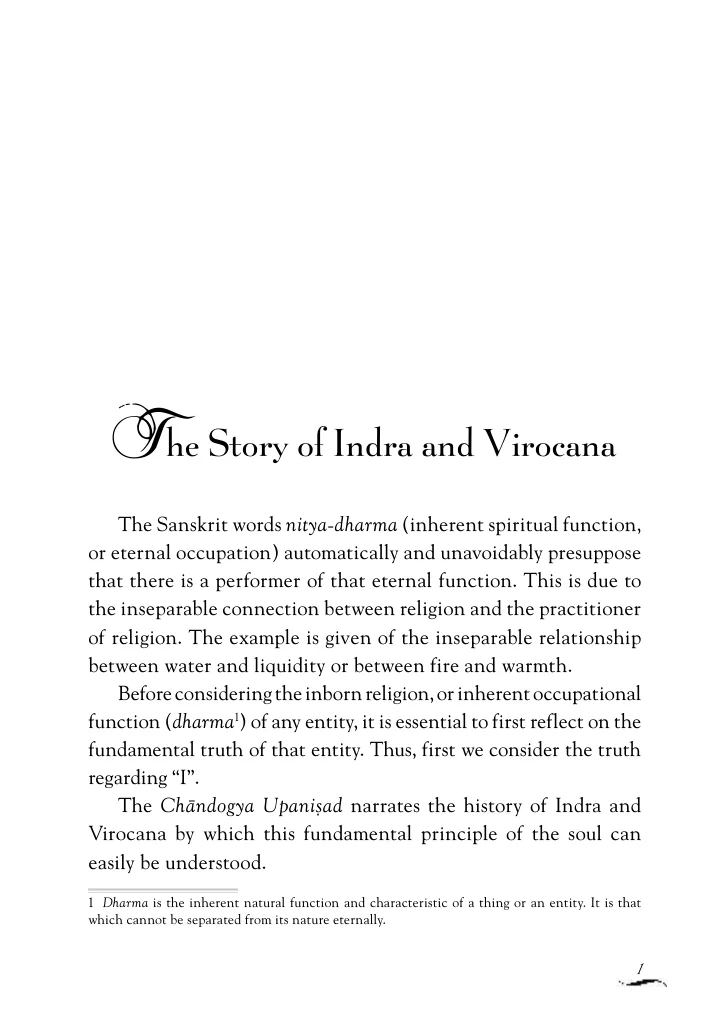 The Story of Indra and Virocana
The Sanskrit words nitya-dharma (inherent spiritual function,
or eternal occupation) automatically and unavoidably presuppose
that there is a performer of that eternal function. This is due to
the inseparable connection between religion and the practitioner
of religion. The example is given of the inseparable relationship
between water and liquidity or between fire and warmth.
Before considering the inborn religion, or inherent occupational
function (dharma¹) of any entity, it is essential to first reflect on the
fundamental truth of that entity. Thus, first we consider the truth
regarding “I”.
The Chāndogya Upaniṣad narrates the history of Indra and
Virocana by which this fundamental principle of the soul can
easily be understood.
1 Dharma is the inherent natural function and characteristic of a thing or an entity. It is that
which cannot be separated from its nature eternally.
1